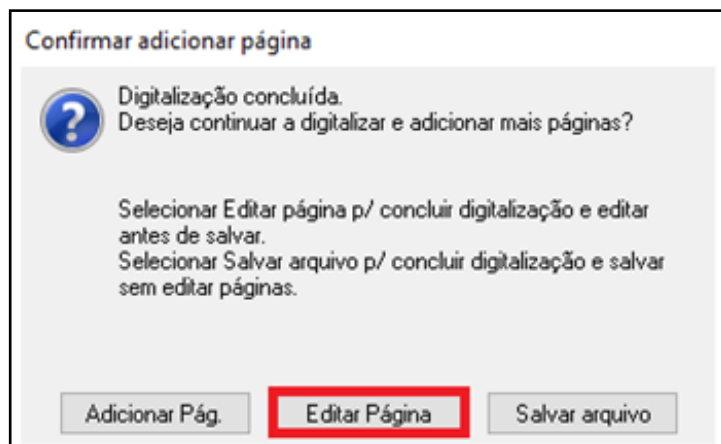 Confirmar adicionar página
Digitalização concluída.
Deseja continuar a digitalizar e adicionar mais páginas?
Selecionar Editar página p/ concluir digitalização e editar
antes de salvar.
Selecionar Salvar arquivo p/ concluir digitalização e salvar
sem editar páginas.
Adicionar Pág. Editar Página Salvar arquivo